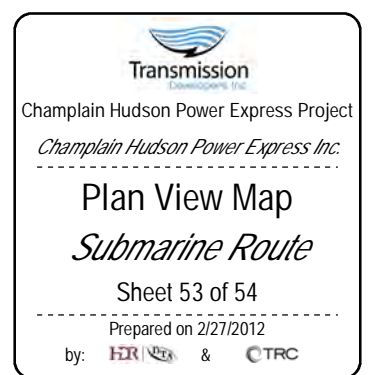 Transmission
Developers Inc.
Champlain Hudson Power Express Project
Champlain Hudson Power Express Inc.
Plan View Map
Submarine Route
Sheet 53 of 54
Prepared on 2/27/2012
by: HDR DTA & TRC